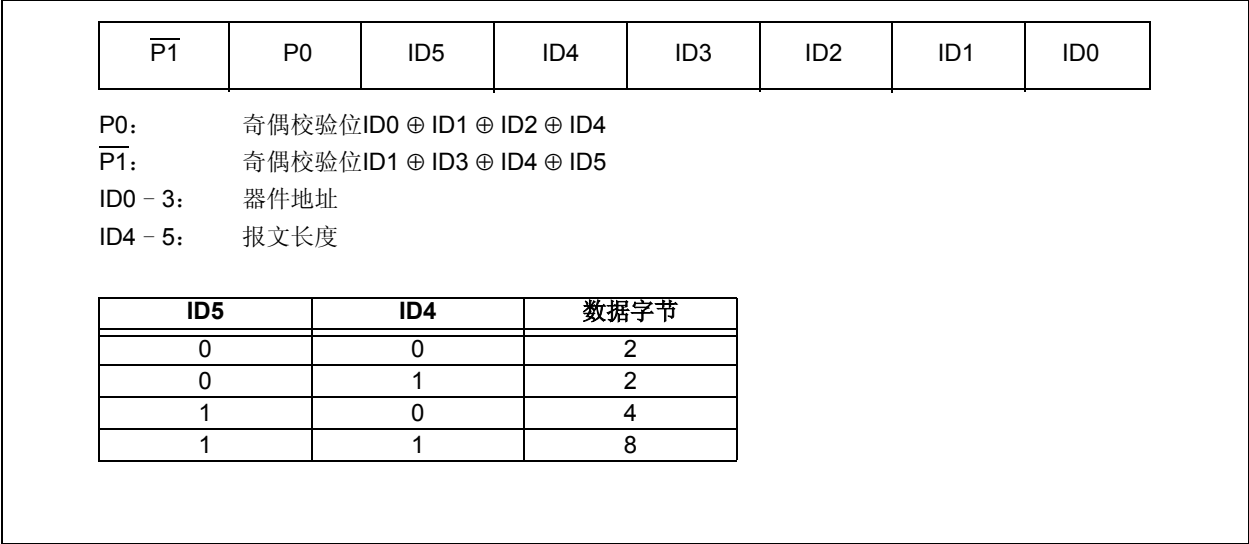 P1 P0 ID5 ID4 ID3 ID2 ID1 ID0
P0： 奇偶校验位ID0 ⊕ ID1 ⊕ ID2 ⊕ ID4
P1： 奇偶校验位ID1 ⊕ ID3 ⊕ ID4 ⊕ ID5
ID0 – 3： 器件地址
ID4 – 5： 报文长度
ID5 ID4 数据字节
0 0 2
0 1 2
1 0 4
1 1 8